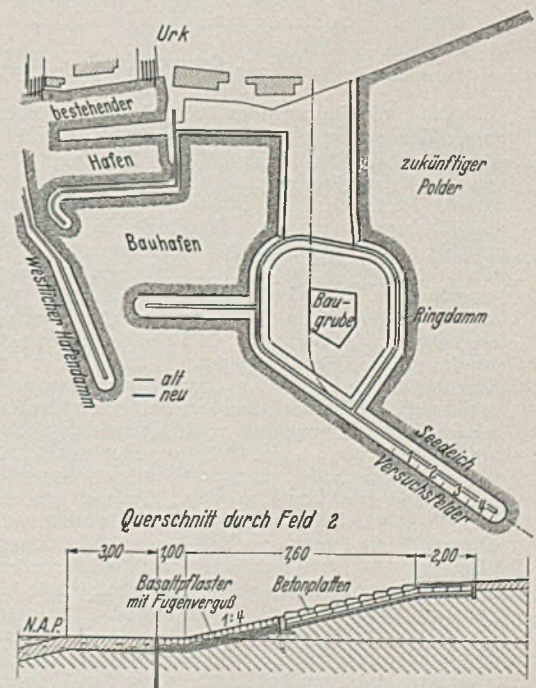 Urk
bestehender
Hafen
zukünftiger
Polder
Bauhafen
Westlicher Hafendamm
Bau-
grube
Ringdamm
alt
neu
Seedeich
1 2 3 4
Versuchsfelder
Querschnitt durch Feld 2
3,00 1,00 7,60 2,00
Basaltpflaster
mit Fugenverguß
Betonplatten
1:4
N.A.P.